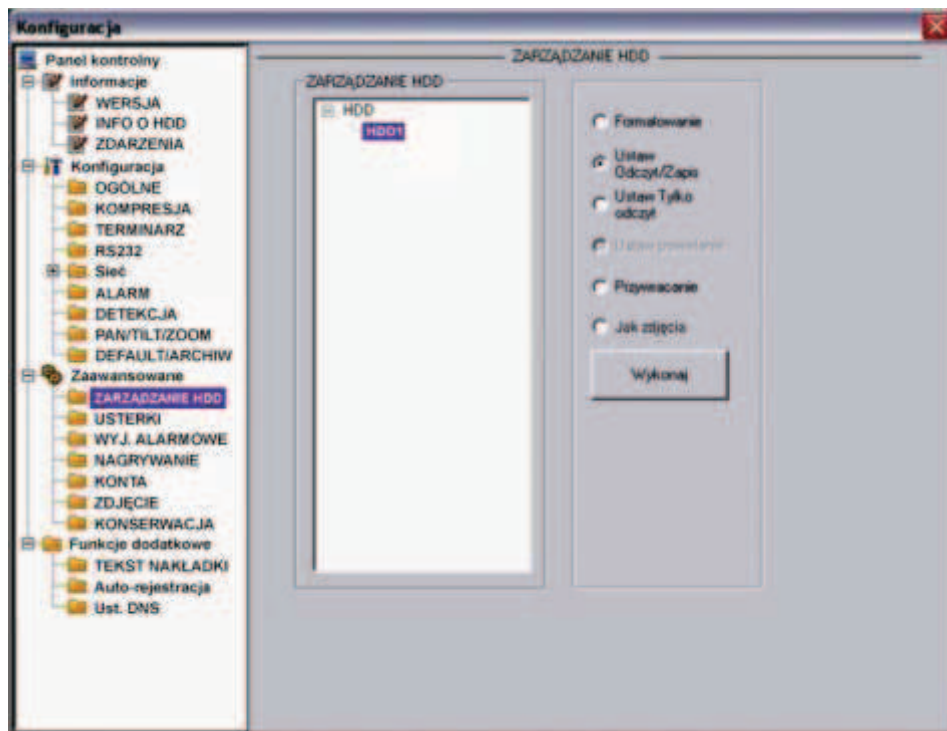 Konfiguracja
Panel kontrolny
Informacje
WERSJA
INFO O HDD
ZDARZENIA
Konfiguracja
OGÓLNE
KOMPRESJA
TERMINARZ
RS232
Sieć
ALARM
DETEKCJA
PAN/TILT/ZOOM
DEFAULT/ARCHIW
Zaawansowane
ZARZĄDZANIE HDD
USTERKI
WYJ. ALARMOWE
NAGRYWANIE
KONTA
ZDJĘCIE
KONSERWACJA
Funkcje dodatkowe
TEKST NAKŁADKI
Auto-rejestracja
Ust. DNS
ZARZĄDZANIE HDD
ZARZĄDZANIE HDD
HDD
HDD1
Formatowanie
Ustaw
Odczyt/Zapis
Ustaw Tylko
odczyt
Ustaw
Przywracanie
Jak zdjęcia
Wykonaj